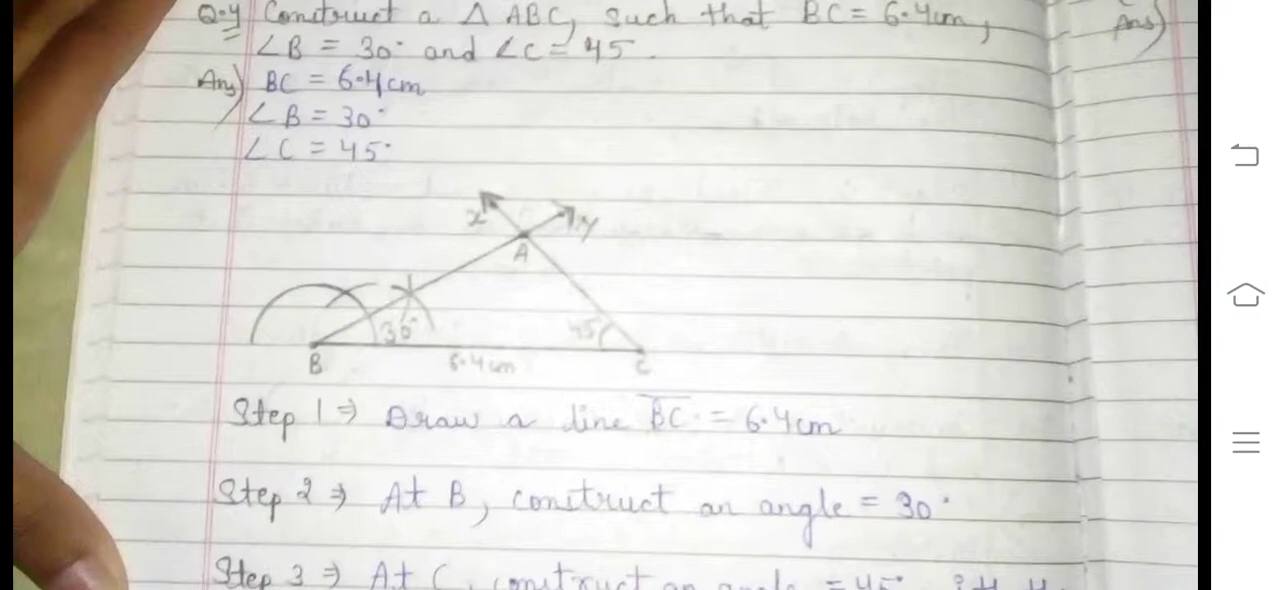 Q.4 Construct a △ ABC, such that BC = 6.4cm, Ans)
∠B = 30° and ∠C = 45°.
Ans) BC = 6.4cm
∠B = 30°
∠C = 45°
x y
A
30° 45°
B 6.4cm C
Step 1 ⇒ Draw a line BC = 6.4cm
Step 2 ⇒ At B, construct an angle = 30°
Step 3 ⇒ At C, construct an angle = 45°